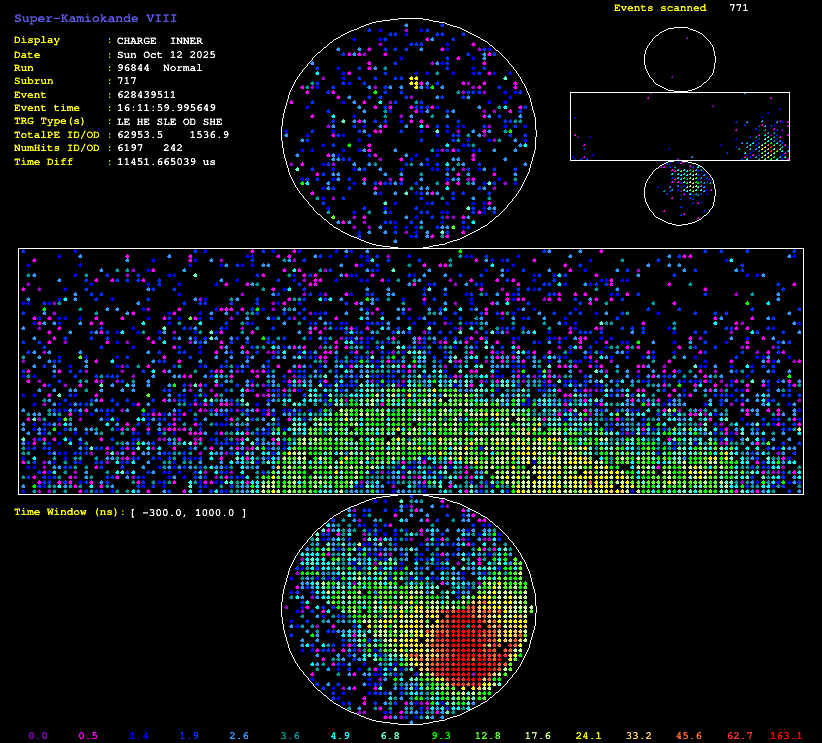 Super-Kamiokande VIII
Events scanned 771
Display : CHARGE INNER
Date : Sun Oct 12 2025
Run : 96844 Normal
Subrun : 717
Event : 628439511
Event time : 16:11:59.995649
TRG Type(s) : LE HE SLE OD SHE
TotalPE ID/OD : 62953.5 1536.9
NumHits ID/OD : 6197 242
Time Diff : 11451.665039 us
Time Window (ns): [ -300.0, 1000.0 ]
0.0 0.5 1.4 1.9 2.6 3.6 4.9 6.8 9.3 12.8 17.6 24.1 33.2 45.6 62.7 163.1